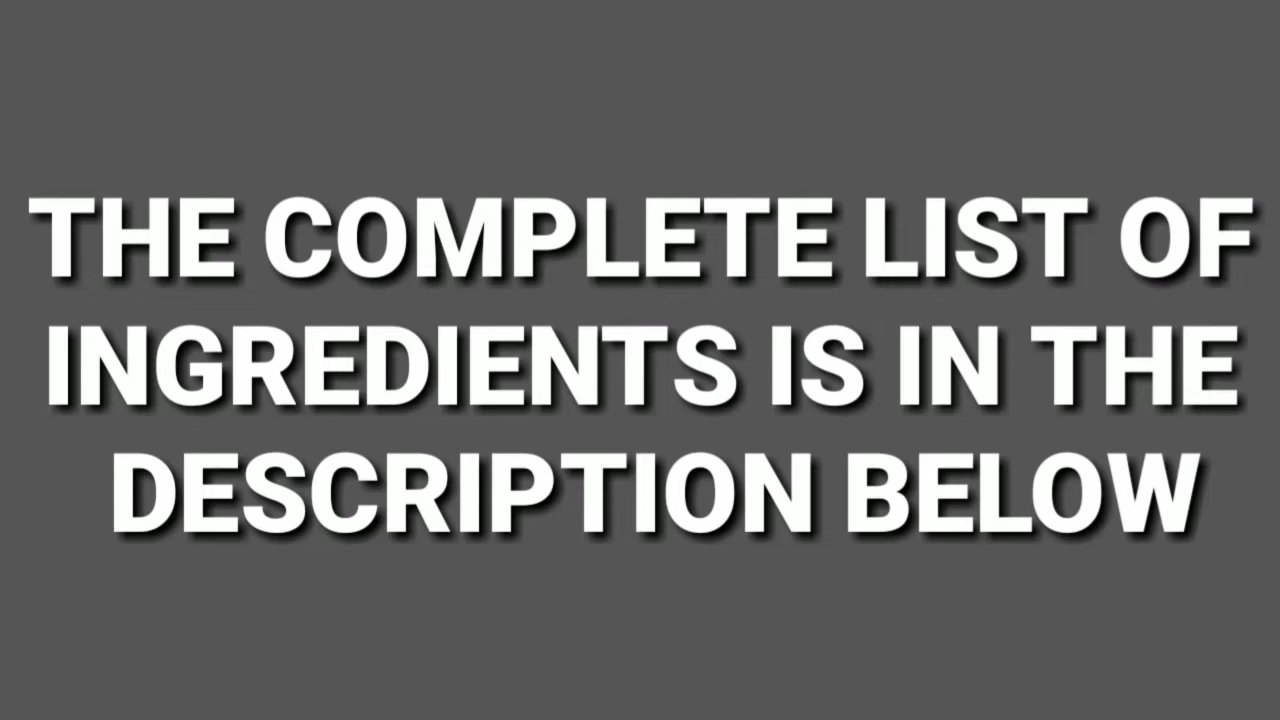 THE COMPLETE LIST OF
INGREDIENTS IS IN THE
DESCRIPTION BELOW